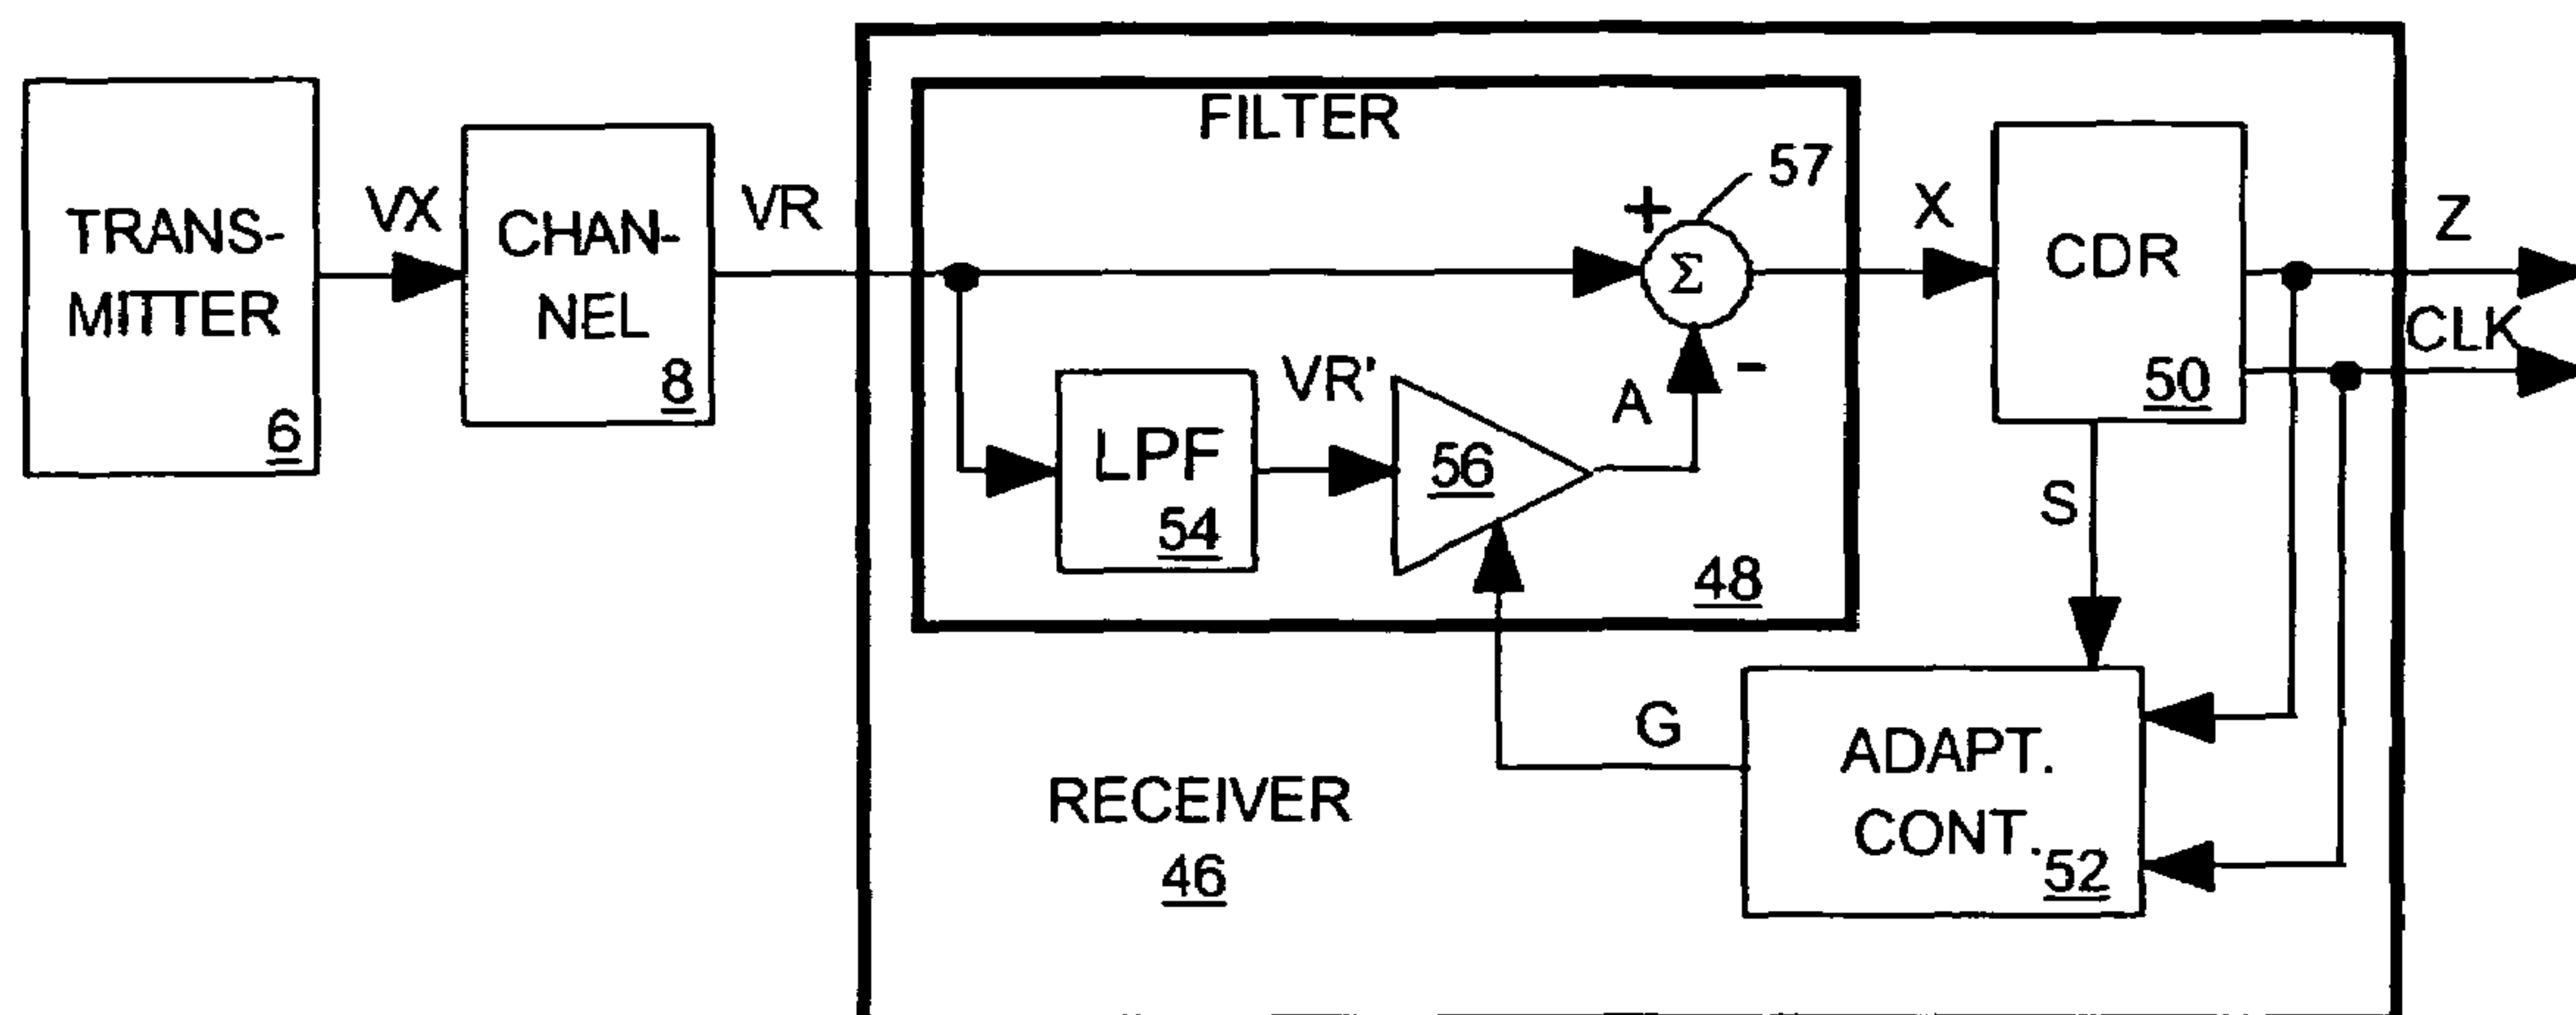 TRANS-
MITTER
6
VX
CHAN-
NEL
8
VR
FILTER
57
+
Σ
-
LPF
54
VR'
56
A
48
X
CDR
50
Z
CLK
S
G
ADAPT.
CONT.
52
RECEIVER
46